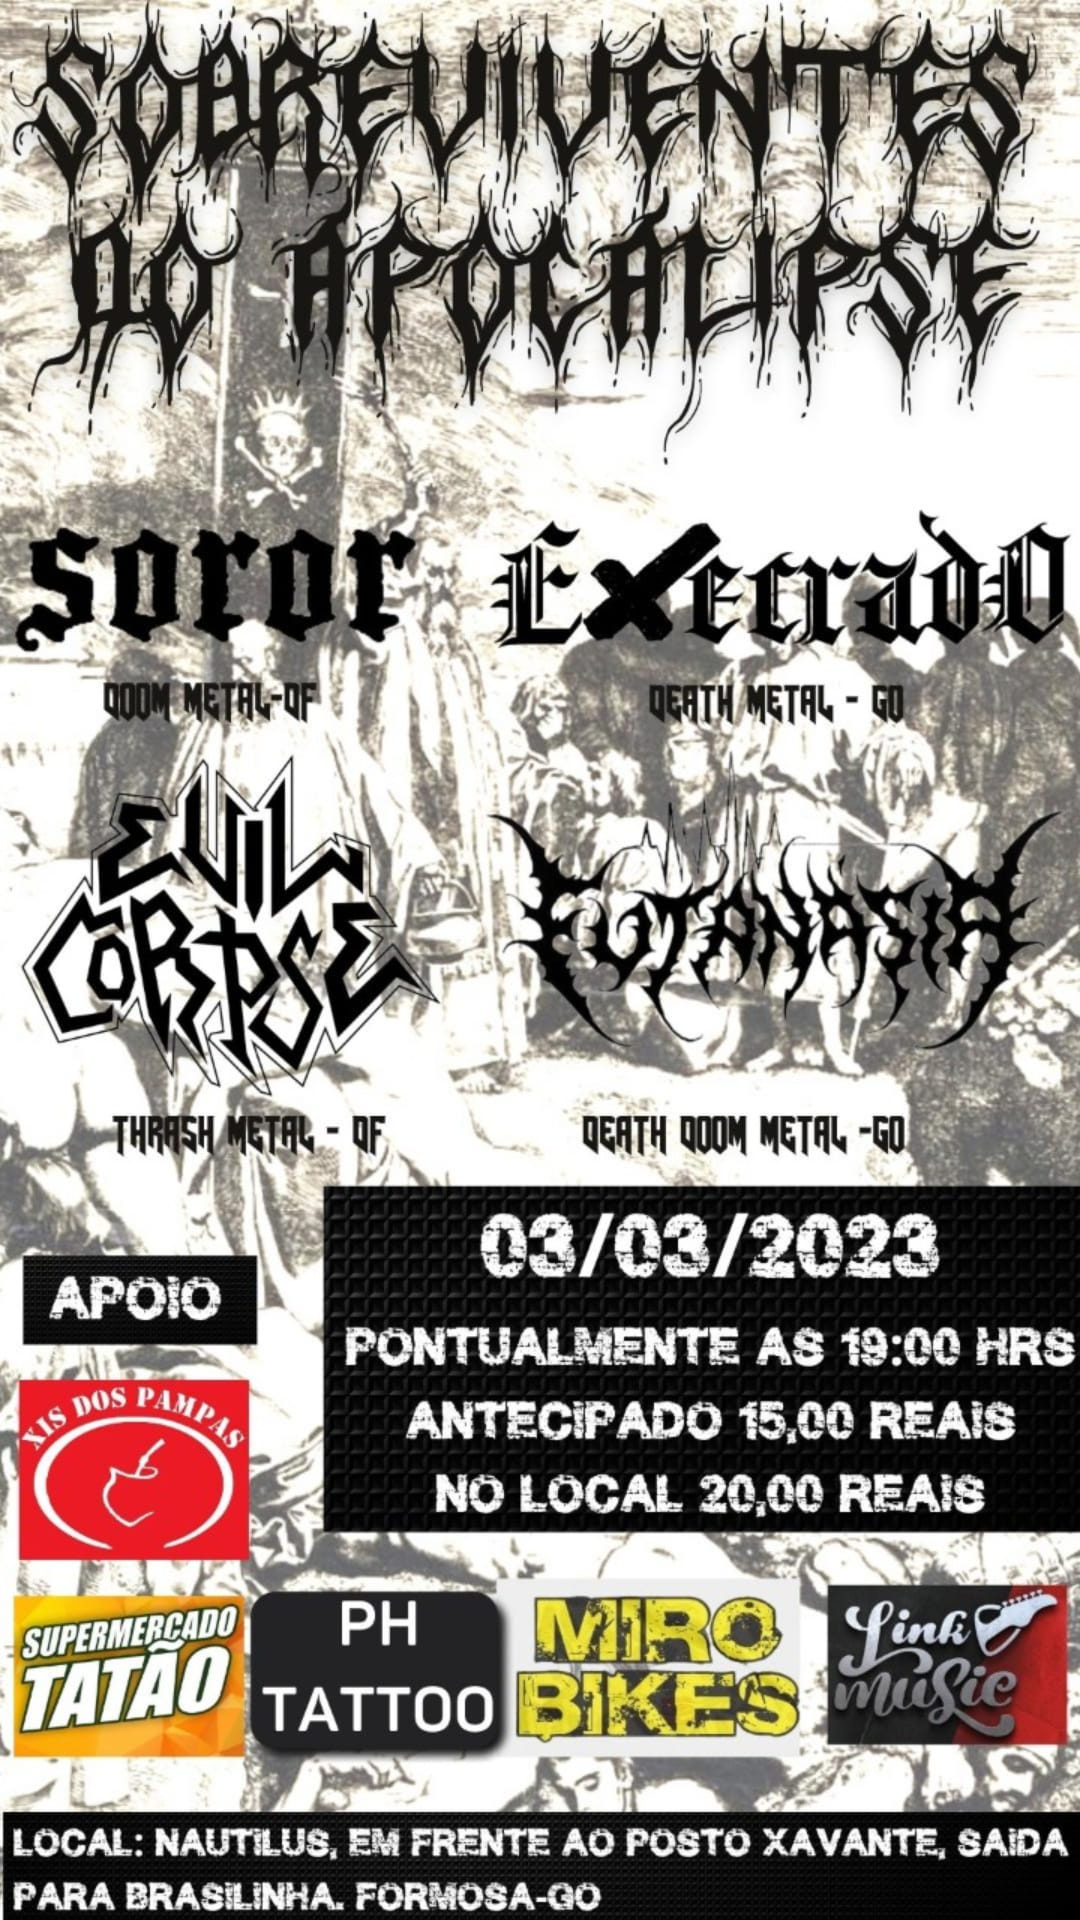 SOBREVIVENTES
DO APOCALIPSE
soror
ExecradO
DOOM METAL-DF
DEATH METAL - GO
EVIL
CORPSE
EUTANÁSIA
THRASH METAL - DF
DEATH DOOM METAL -GO
03/03/2023
PONTUALMENTE AS 19:00 HRS
ANTECIPADO 15,00 REAIS
NO LOCAL 20,00 REAIS
APOIO
XIS DOS PAMPAS
SUPERMERCADO
TATÃO
PH
TATTOO
MIRO
BIKES
Link
music
LOCAL: NAUTILUS, EM FRENTE AO POSTO XAVANTE, SAIDA
PARA BRASILINHA. FORMOSA-GO